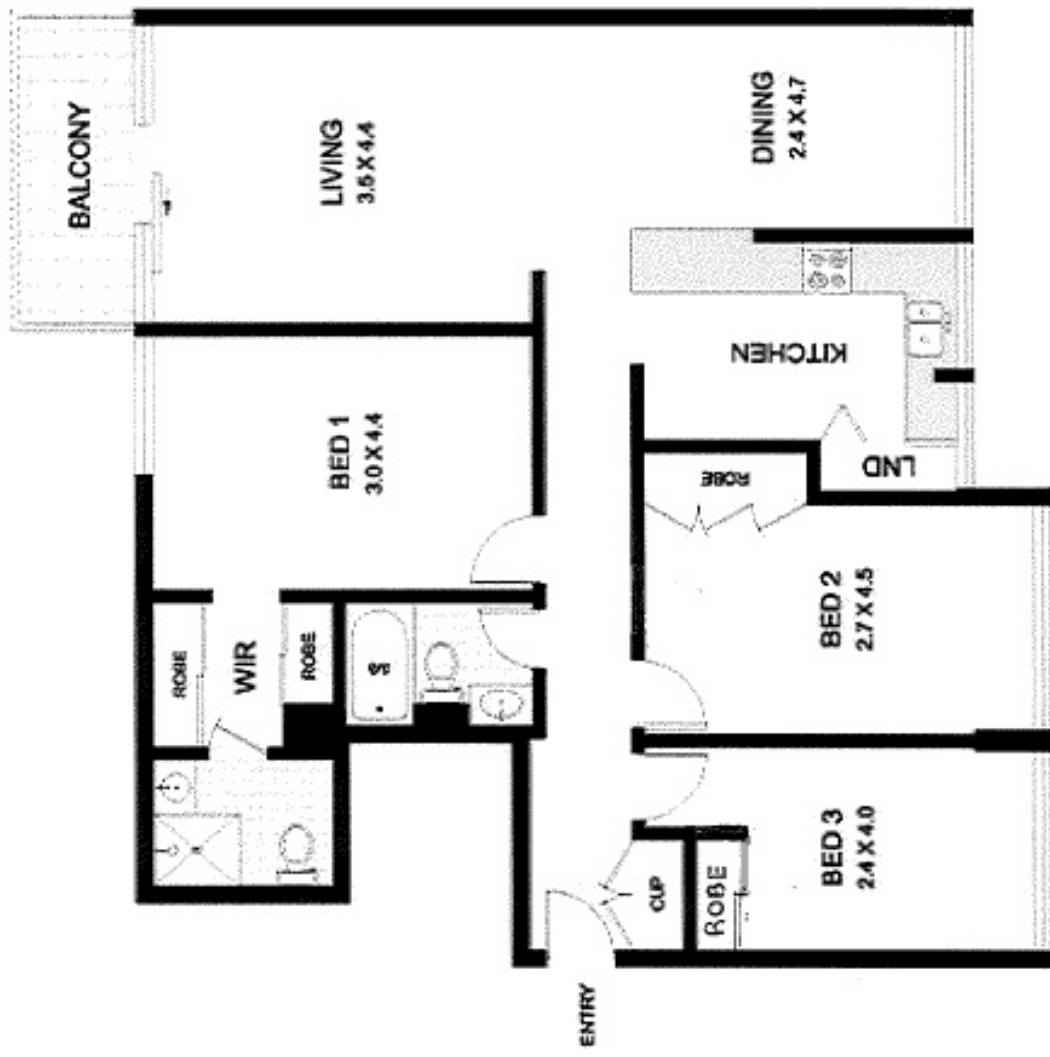 BALCONY
LIVING
3.5 X 4.4
DINING
2.4 X 4.7
KITCHEN
LND
BED 1
3.0 X 4.4
ROBE
WIR
ROBE
ROBE
BED 2
2.7 X 4.5
BED 3
2.4 X 4.0
ROBE
CUP
ENTRY